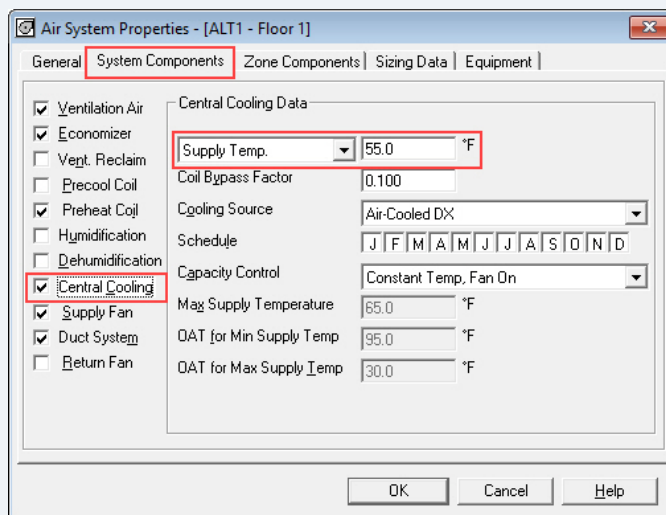 Air System Properties - [ALT1 - Floor 1]
General System Components Zone Components Sizing Data Equipment
Ventilation Air
Economizer
Vent. Reclaim
Precool Coil
Preheat Coil
Humidification
Dehumidification
Central Cooling
Supply Fan
Duct System
Return Fan
Central Cooling Data
Supply Temp. 55.0 °F
Coil Bypass Factor 0.100
Cooling Source Air-Cooled DX
Schedule J F M A M J J A S O N D
Capacity Control Constant Temp, Fan On
Max Supply Temperature 65.0 °F
OAT for Min Supply Temp 95.0 °F
OAT for Max Supply Temp 30.0 °F
OK Cancel Help